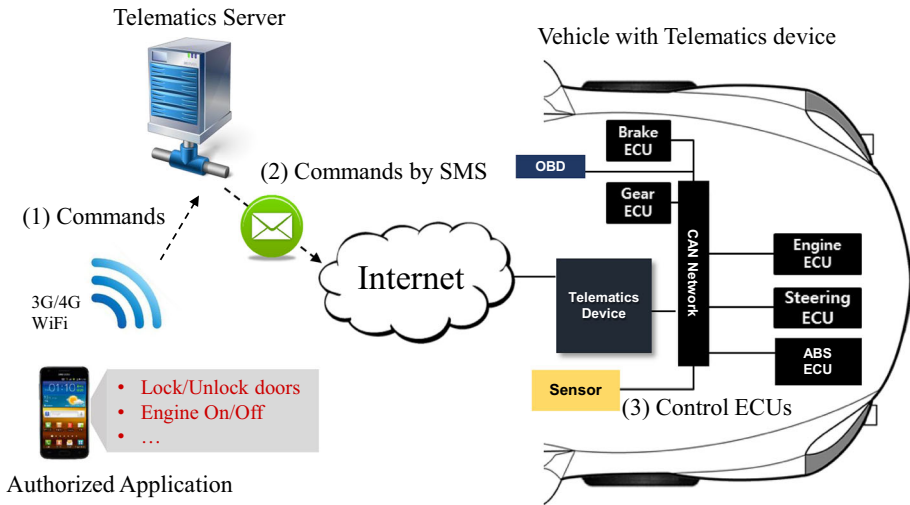 Telematics Server
Vehicle with Telematics device
(2) Commands by SMS
(1) Commands
3G/4G
WiFi
Internet
Brake
ECU
OBD
Gear
ECU
CAN Network
Engine
ECU
Telematics
Device
Steering
ECU
ABS
ECU
Sensor
(3) Control ECUs
01:10
• Lock/Unlock doors
• Engine On/Off
• …
Authorized Application